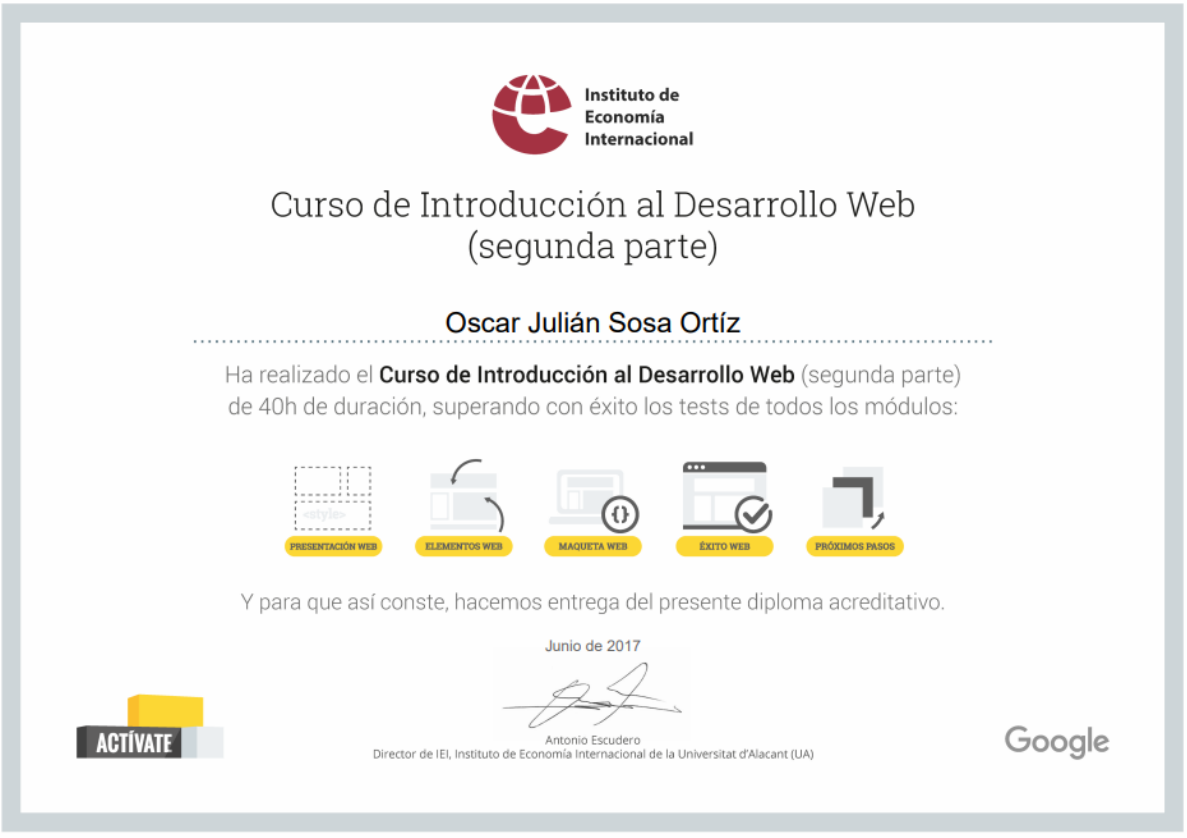 Instituto de
Economía
Internacional
Curso de Introducción al Desarrollo Web
(segunda parte)
Oscar Julián Sosa Ortíz
Ha realizado el Curso de Introducción al Desarrollo Web (segunda parte)
de 40h de duración, superando con éxito los tests de todos los módulos:
<style>
{}
PRESENTACIÓN WEB
ELEMENTOS WEB
MAQUETA WEB
ÉXITO WEB
PRÓXIMOS PASOS
Y para que así conste, hacemos entrega del presente diploma acreditativo.
Junio de 2017
Antonio Escudero
Director de IEI, Instituto de Economía Internacional de la Universitat d'Alacant (UA)
ACTÍVATE
Google